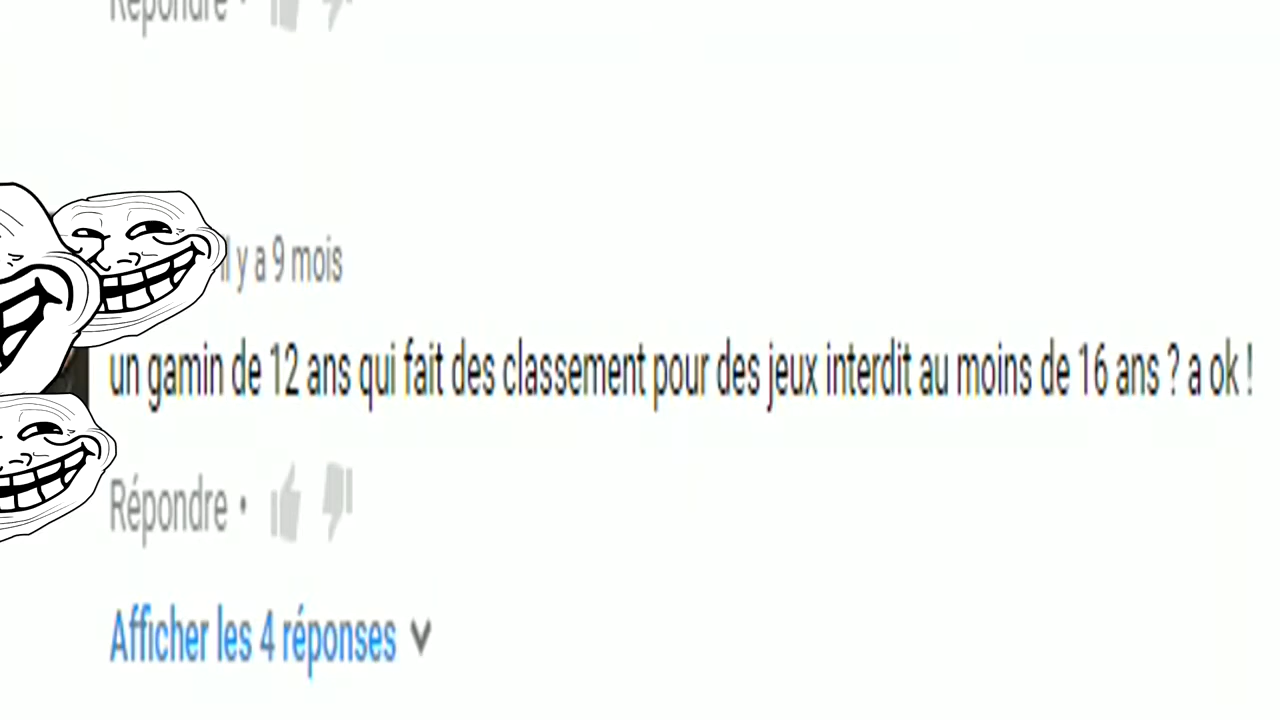 Répondre •
Il y a 9 mois
un gamin de 12 ans qui fait des classement pour des jeux interdit au moins de 16 ans ? a ok !
Répondre •
Afficher les 4 réponses